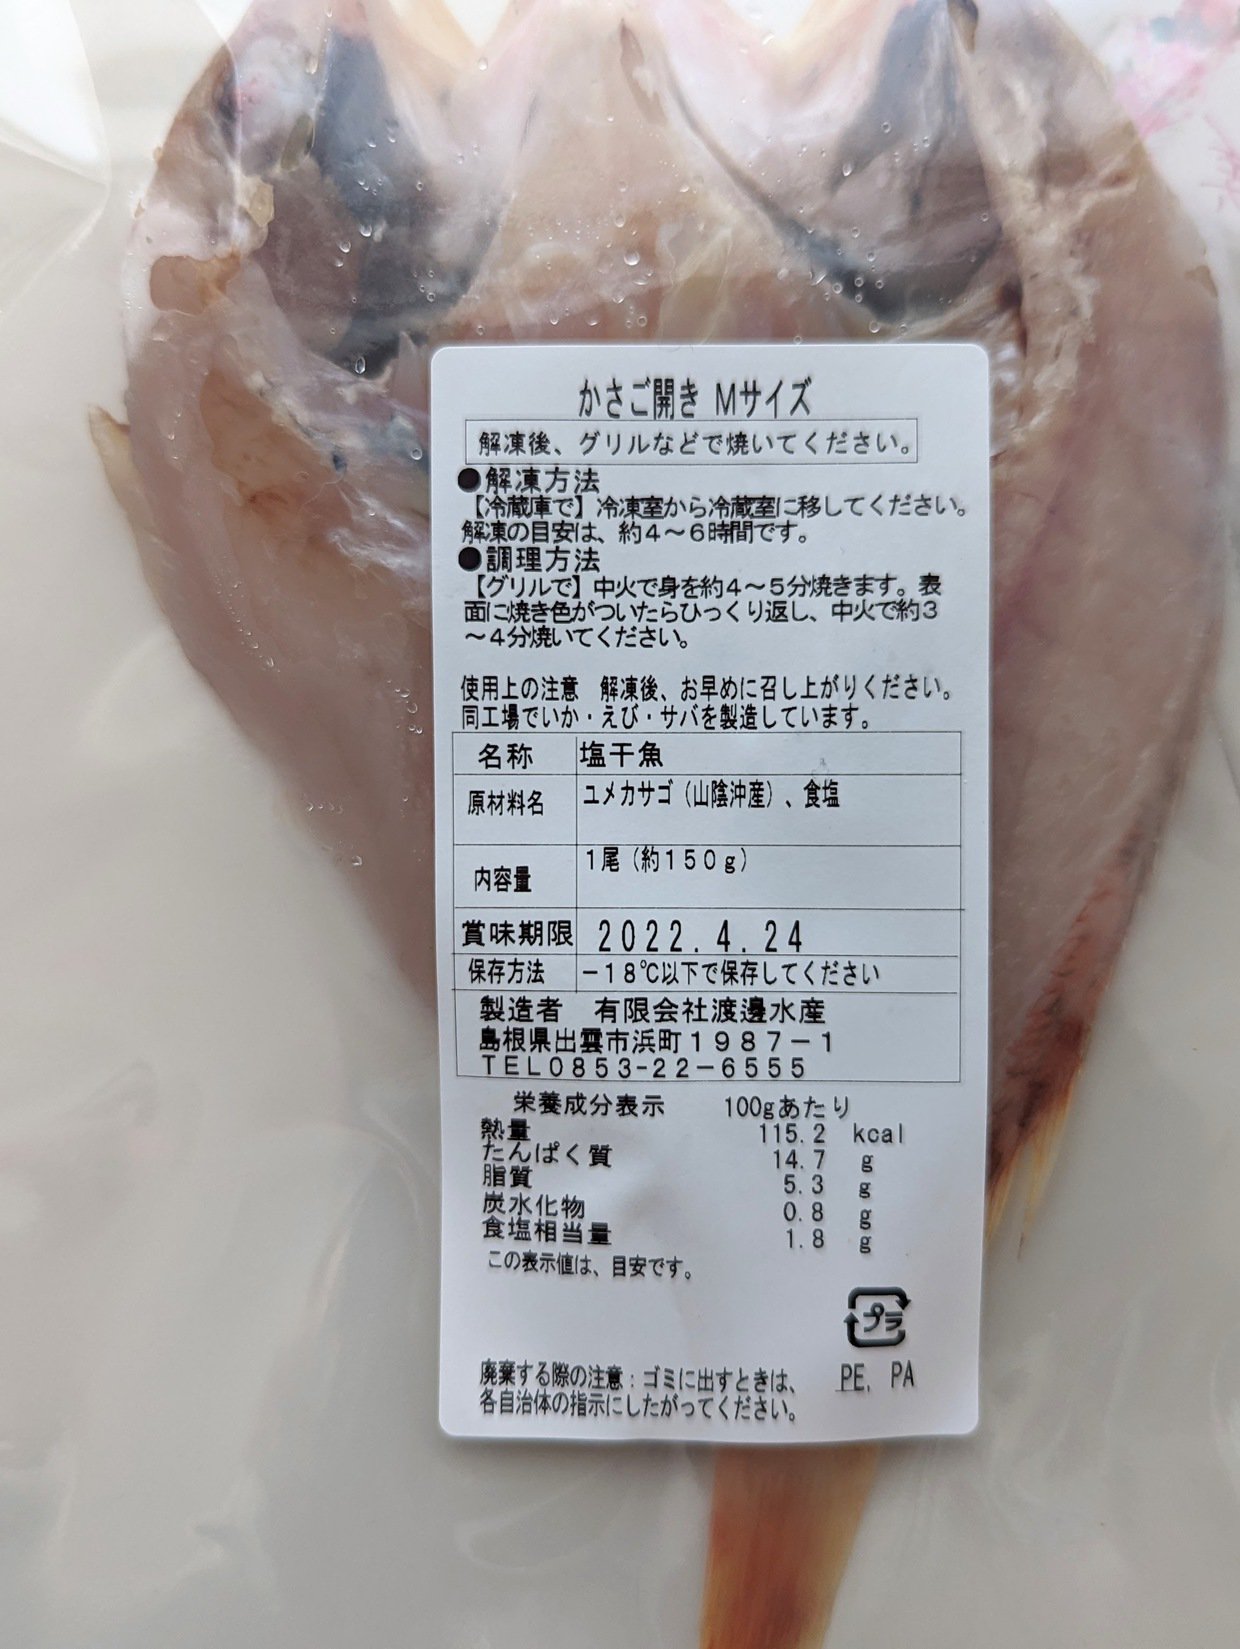 かさご開き Mサイズ
解凍後、グリルなどで焼いてください。
●解凍方法
【冷蔵庫で】冷凍室から冷蔵室に移してください。
解凍の目安は、約４～６時間です。
●調理方法
【グリルで】中火で身を約４～５分焼きます。表
面に焼き色がついたらひっくり返し、中火で約３
～４分焼いてください。
使用上の注意　解凍後、お早めに召し上がりください。
同工場でいか・えび・サバを製造しています。
名称 塩干魚
原材料名 ユメカサゴ（山陰沖産）、食塩
内容量 １尾（約１５０ｇ）
賞味期限 2022.4.24
保存方法 －１８℃以下で保存してください
製造者　有限会社渡邊水産
島根県出雲市浜町１９８７－１
ＴＥＬ０８５３-２２－６５５５
栄養成分表示 100gあたり
熱量 115.2 kcal
たんぱく質 14.7 g
脂質 5.3 g
炭水化物 0.8 g
食塩相当量 1.8 g
この表示値は、目安です。
プラ
PE, PA
廃棄する際の注意：ゴミに出すときは、
各自治体の指示にしたがってください。